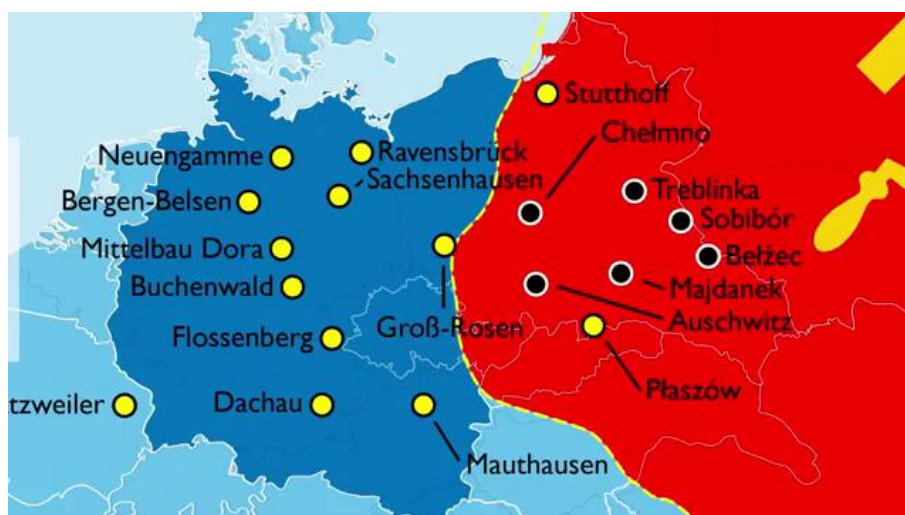 Stutthoff
Chełmno
Neuengamme
Ravensbrück
Sachsenhausen
Treblinka
Bergen-Belsen
Sobibór
Mittelbau Dora
Bełżec
Buchenwald
Majdanek
Groß-Rosen
Auschwitz
Flossenberg
Płaszów
tzweiler
Dachau
Mauthausen